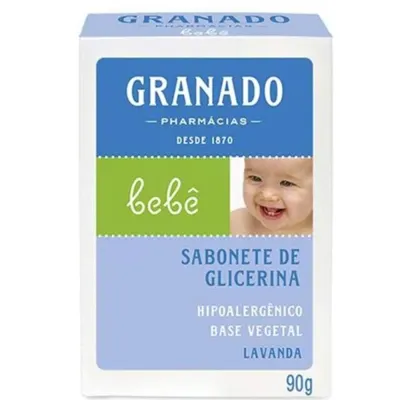 GRANADO
bebê
GRANADO
— PHARMÁCIAS —
DESDE 1870
bebê
SABONETE DE
GLICERINA
HIPOALERGÊNICO
BASE VEGETAL
LAVANDA
90g